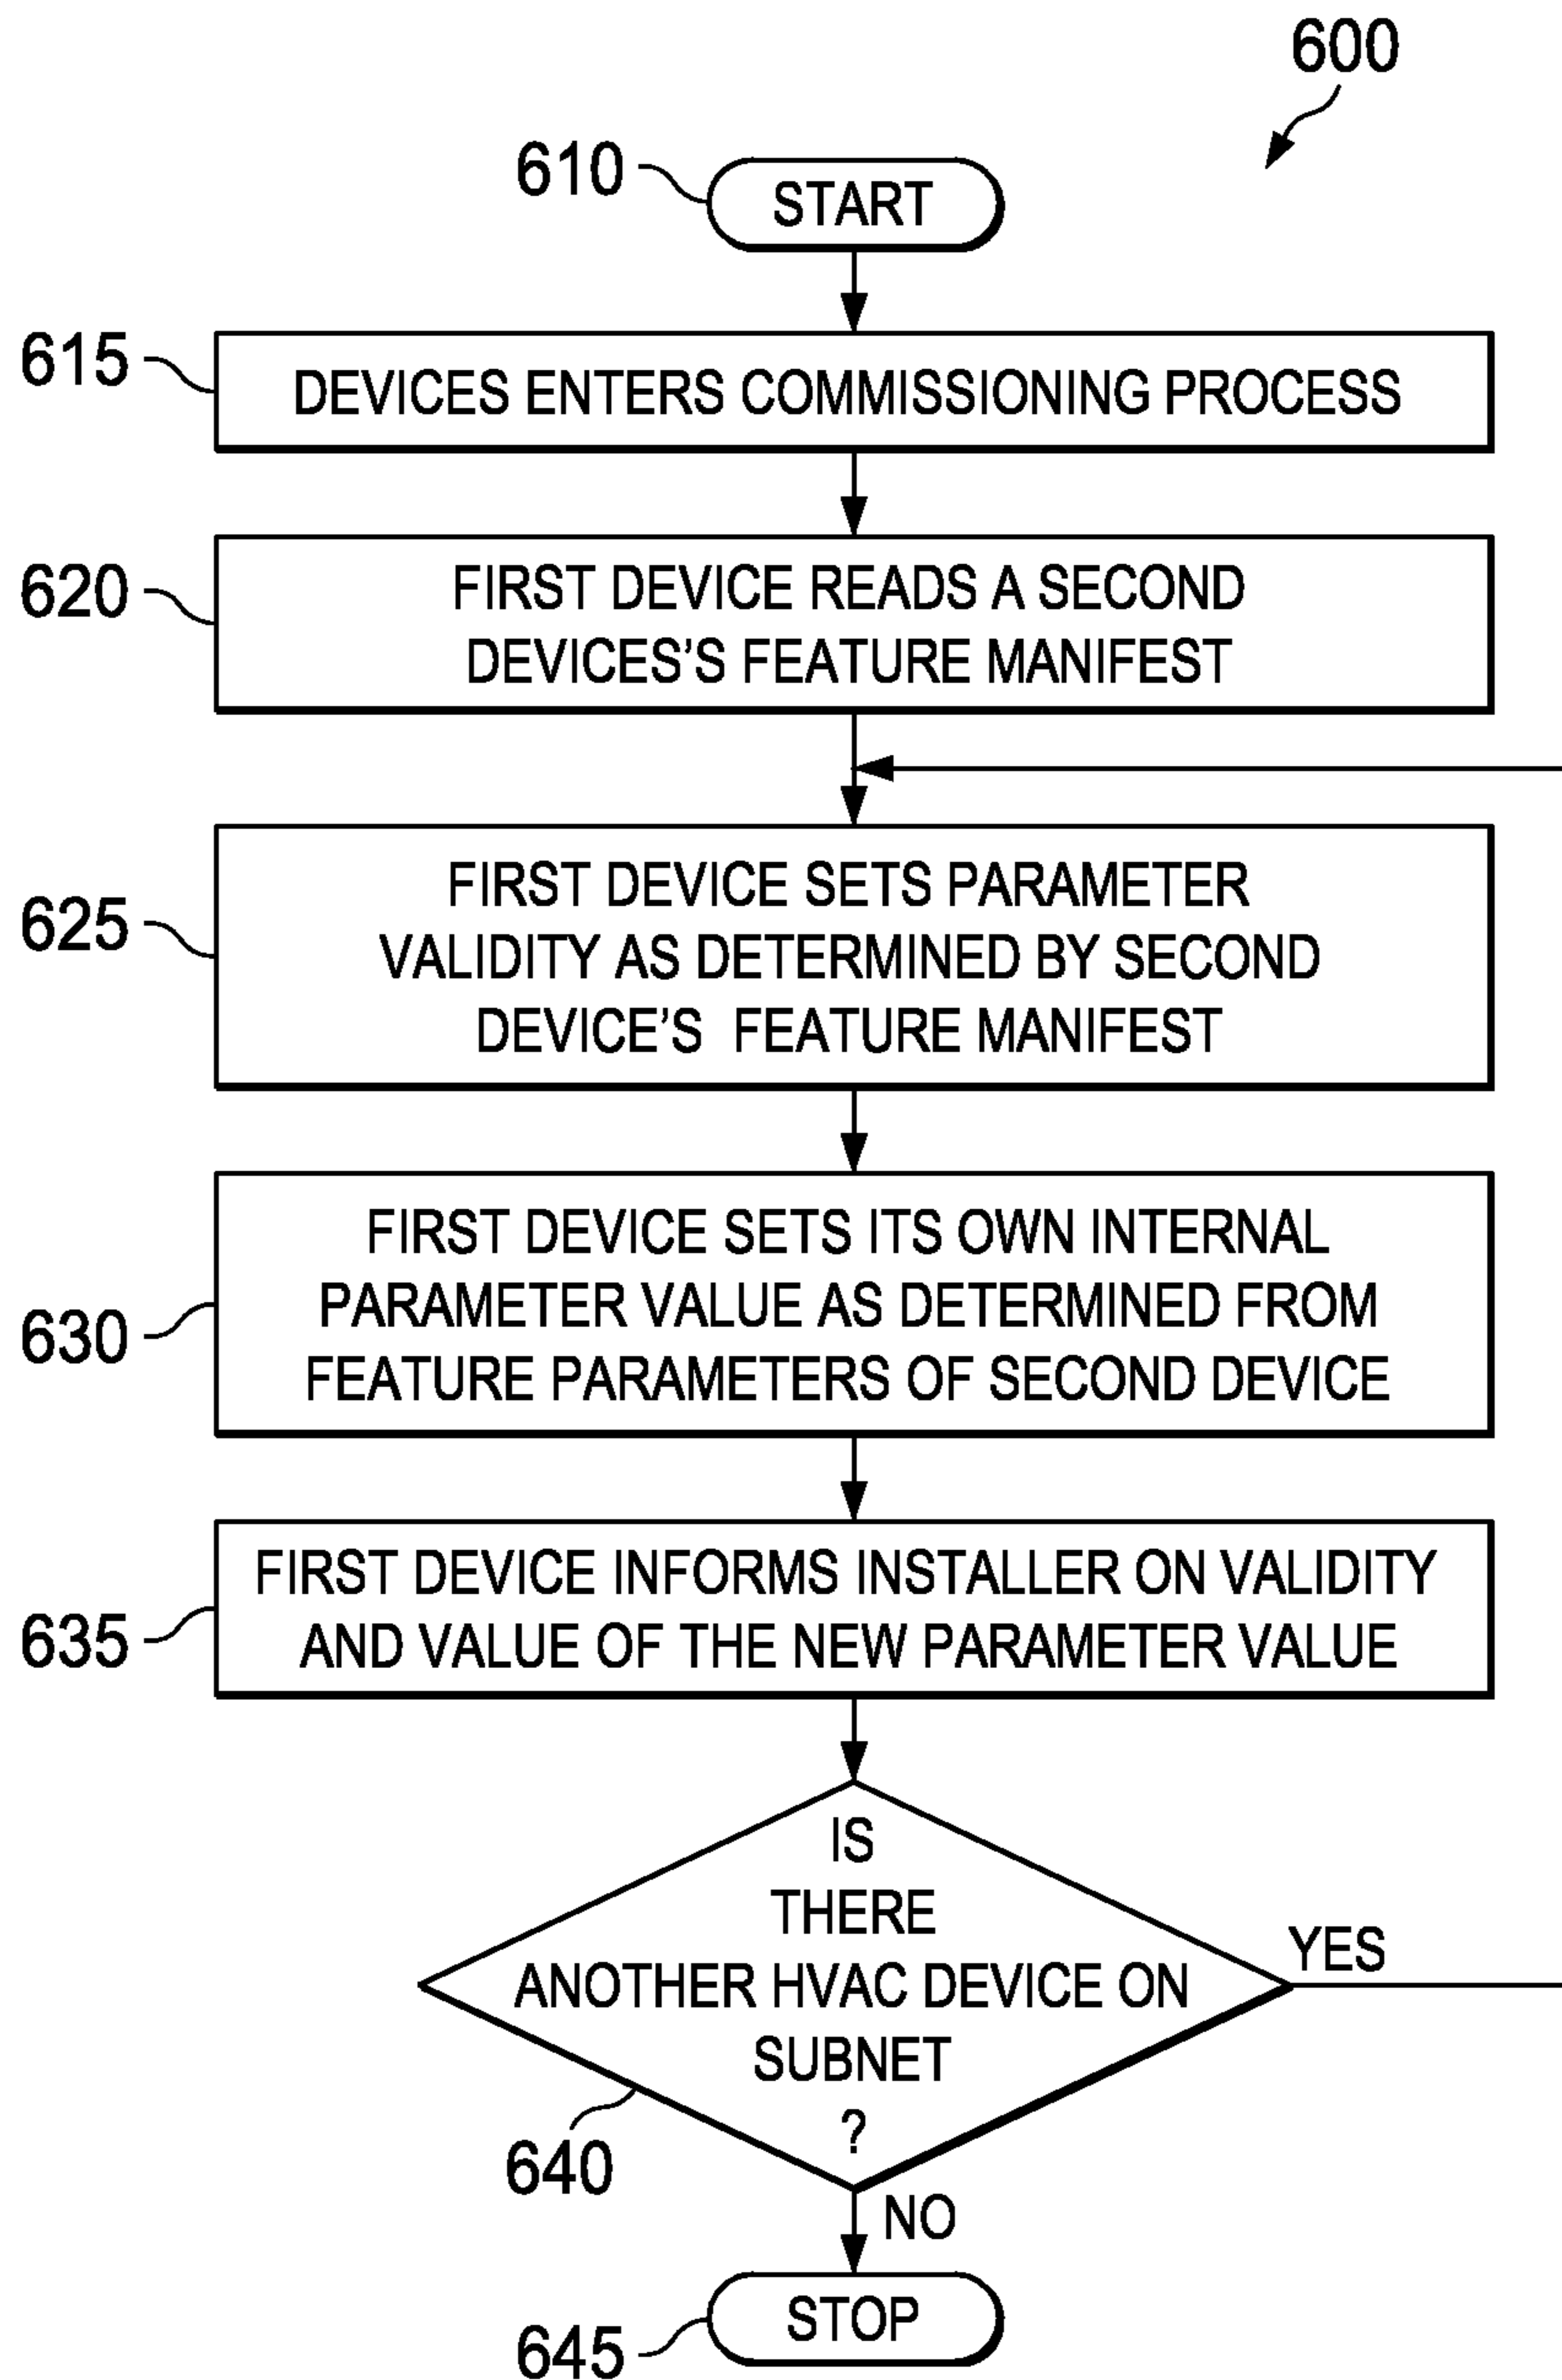 600
610
START
615
DEVICES ENTERS COMMISSIONING PROCESS
620
FIRST DEVICE READS A SECOND
DEVICES'S FEATURE MANIFEST
625
FIRST DEVICE SETS PARAMETER
VALIDITY AS DETERMINED BY SECOND
DEVICE'S FEATURE MANIFEST
630
FIRST DEVICE SETS ITS OWN INTERNAL
PARAMETER VALUE AS DETERMINED FROM
FEATURE PARAMETERS OF SECOND DEVICE
635
FIRST DEVICE INFORMS INSTALLER ON VALIDITY
AND VALUE OF THE NEW PARAMETER VALUE
IS
THERE
ANOTHER HVAC DEVICE ON
SUBNET
?
YES
640
NO
STOP
645